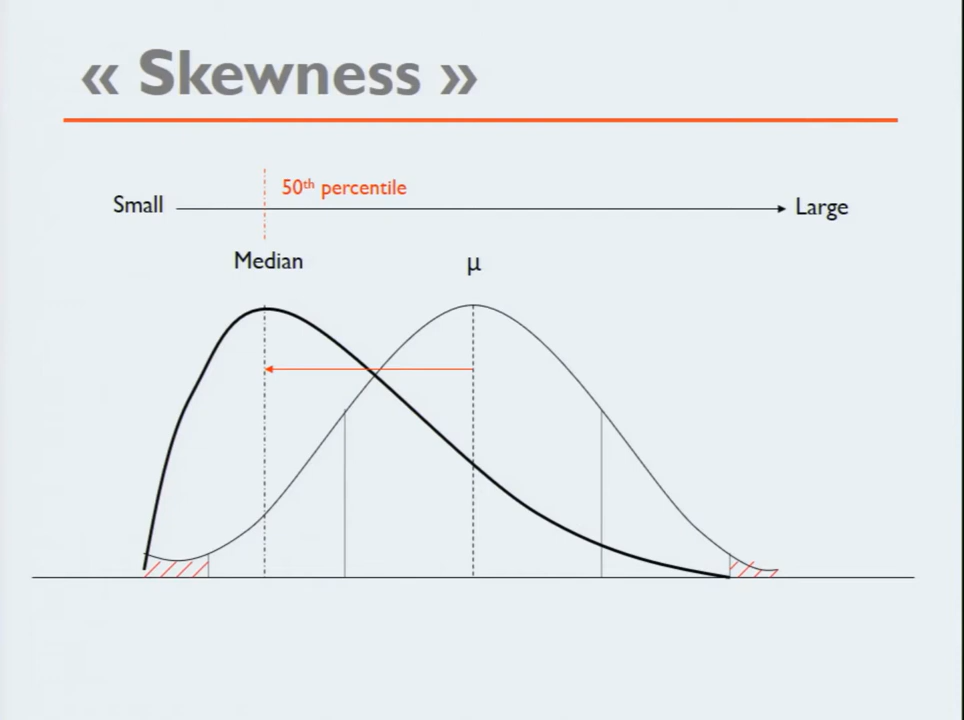 « Skewness »
50th percentile
Small
Large
Median
μ